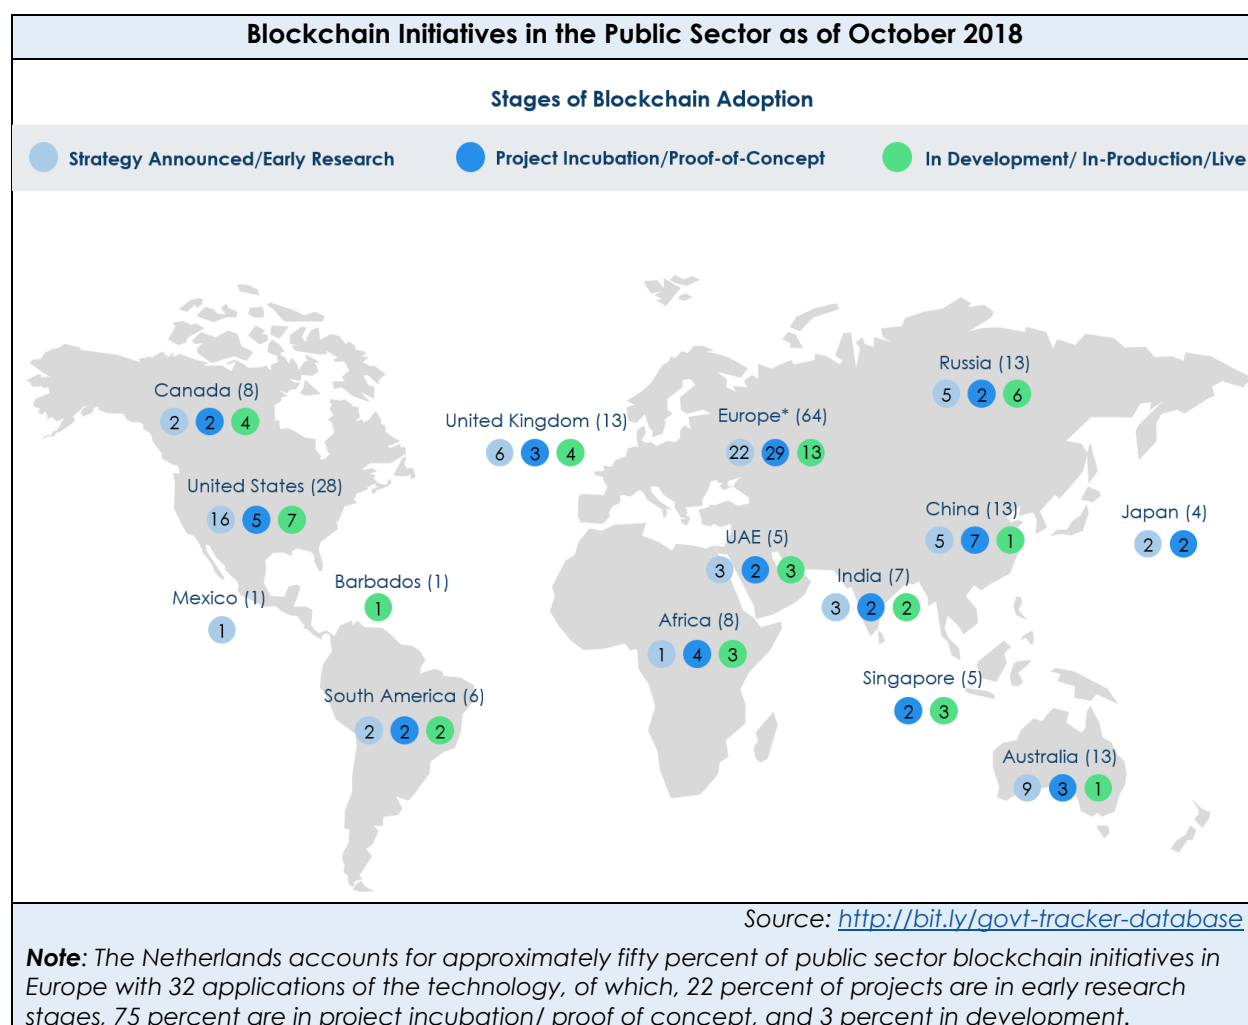 Blockchain Initiatives in the Public Sector as of October 2018
Stages of Blockchain Adoption
Strategy Announced/Early Research
Project Incubation/Proof-of-Concept
In Development/ In-Production/Live
Russia (13)
5 2 6
Canada (8)
2 2 4
United Kingdom (13)
6 3 4
Europe* (64)
22 29 13
United States (28)
16 5 7
China (13)
5 7 1
Japan (4)
2 2
UAE (5)
3 2 3
India (7)
3 2 2
Barbados (1)
1
Mexico (1)
1
Africa (8)
1 4 3
Singapore (5)
2 3
South America (6)
2 2 2
Australia (13)
9 3 1
Source: http://bit.ly/govt-tracker-database
Note: The Netherlands accounts for approximately fifty percent of public sector blockchain initiatives in
Europe with 32 applications of the technology, of which, 22 percent of projects are in early research
stages, 75 percent are in project incubation/ proof of concept, and 3 percent in development.